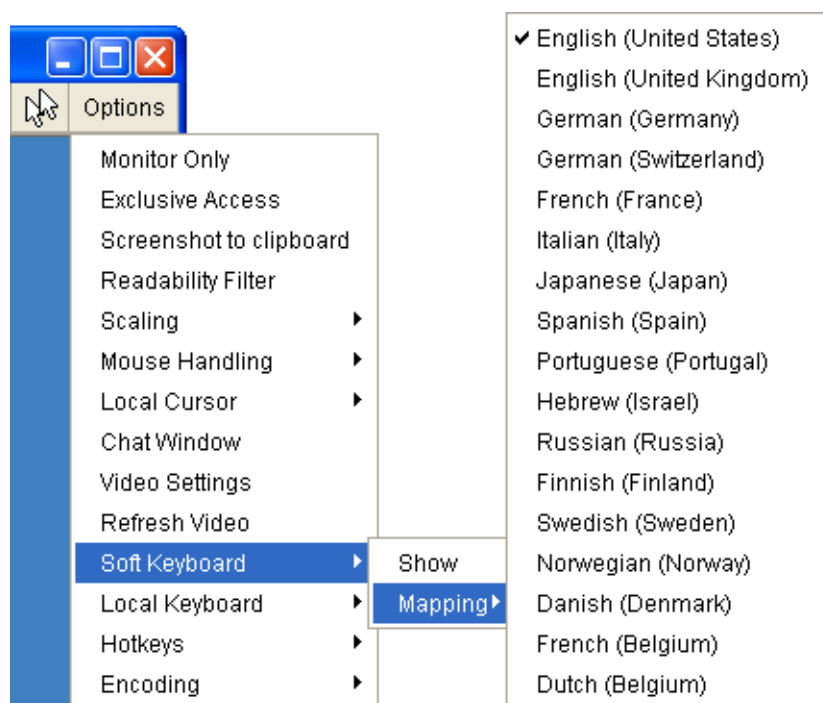 Options
Monitor Only
Exclusive Access
Screenshot to clipboard
Readability Filter
Scaling
Mouse Handling
Local Cursor
Chat Window
Video Settings
Refresh Video
Soft Keyboard
Local Keyboard
Hotkeys
Encoding
Show
Mapping
English (United States)
English (United Kingdom)
German (Germany)
German (Switzerland)
French (France)
Italian (Italy)
Japanese (Japan)
Spanish (Spain)
Portuguese (Portugal)
Hebrew (Israel)
Russian (Russia)
Finnish (Finland)
Swedish (Sweden)
Norwegian (Norway)
Danish (Denmark)
French (Belgium)
Dutch (Belgium)